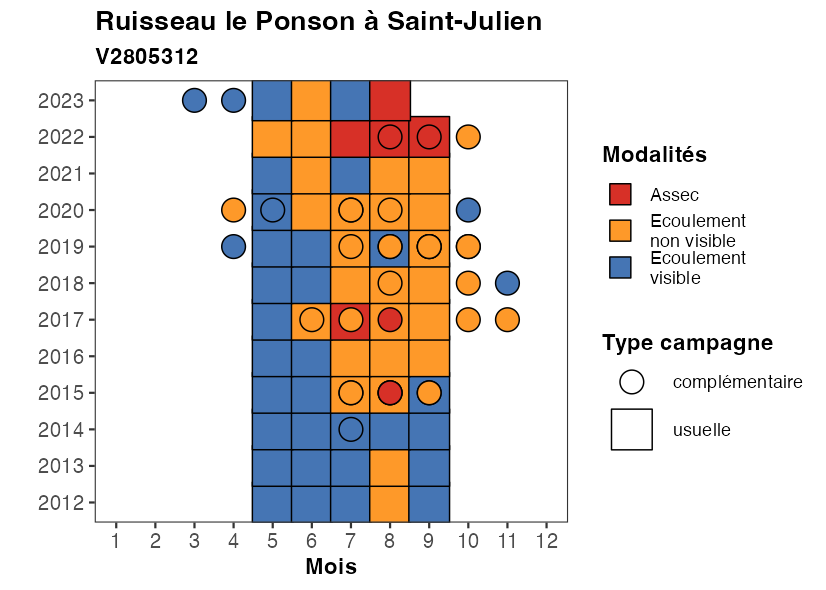 Ruisseau le Ponson à Saint-Julien
V2805312
2023
2022
2021
2020
2019
2018
2017
2016
2015
2014
2013
2012
1 2 3 4 5 6 7 8 9 10 11 12
Mois
Modalités
Assec
Ecoulement
non visible
Ecoulement
visible
Type campagne
complémentaire
usuelle